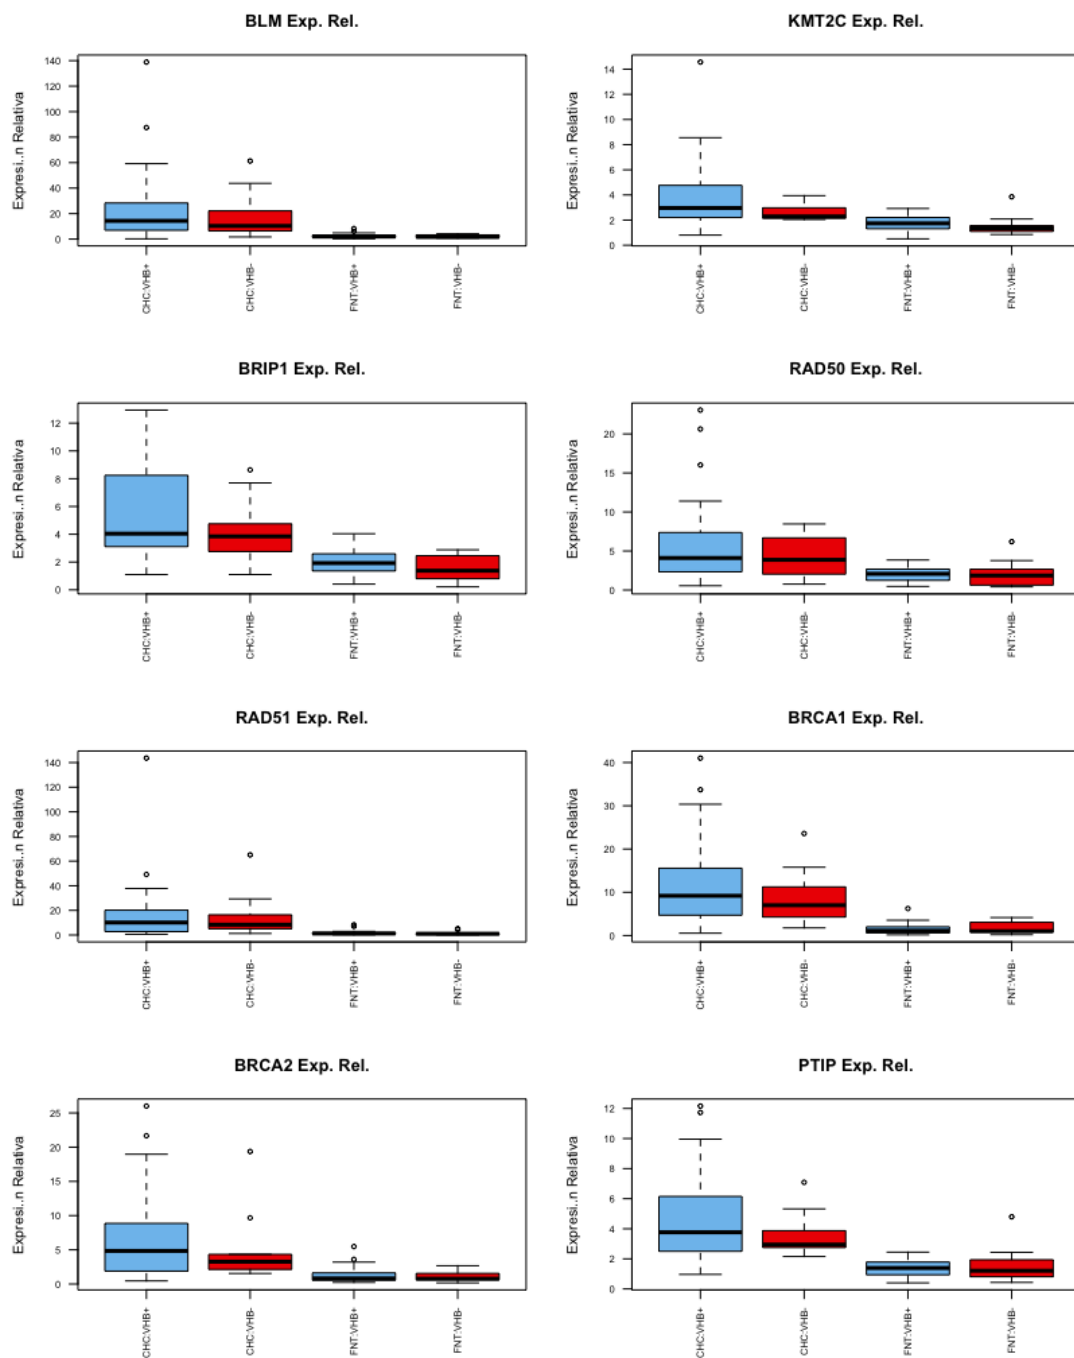 BLM Exp. Rel.
Expresi..n Relativa
140
120
100
80
60
40
20
0
CHC:VHB+
CHC:VHB-
FNT:VHB+
FNT:VHB-
KMT2C Exp. Rel.
Expresi..n Relativa
14
12
10
8
6
4
2
0
CHC:VHB+
CHC:VHB-
FNT:VHB+
FNT:VHB-
BRIP1 Exp. Rel.
Expresi..n Relativa
12
10
8
6
4
2
0
CHC:VHB+
CHC:VHB-
FNT:VHB+
FNT:VHB-
RAD50 Exp. Rel.
Expresi..n Relativa
20
15
10
5
0
CHC:VHB+
CHC:VHB-
FNT:VHB+
FNT:VHB-
RAD51 Exp. Rel.
Expresi..n Relativa
140
120
100
80
60
40
20
0
CHC:VHB+
CHC:VHB-
FNT:VHB+
FNT:VHB-
BRCA1 Exp. Rel.
Expresi..n Relativa
40
30
20
10
0
CHC:VHB+
CHC:VHB-
FNT:VHB+
FNT:VHB-
BRCA2 Exp. Rel.
Expresi..n Relativa
25
20
15
10
5
0
CHC:VHB+
CHC:VHB-
FNT:VHB+
FNT:VHB-
PTIP Exp. Rel.
Expresi..n Relativa
12
10
8
6
4
2
0
CHC:VHB+
CHC:VHB-
FNT:VHB+
FNT:VHB-